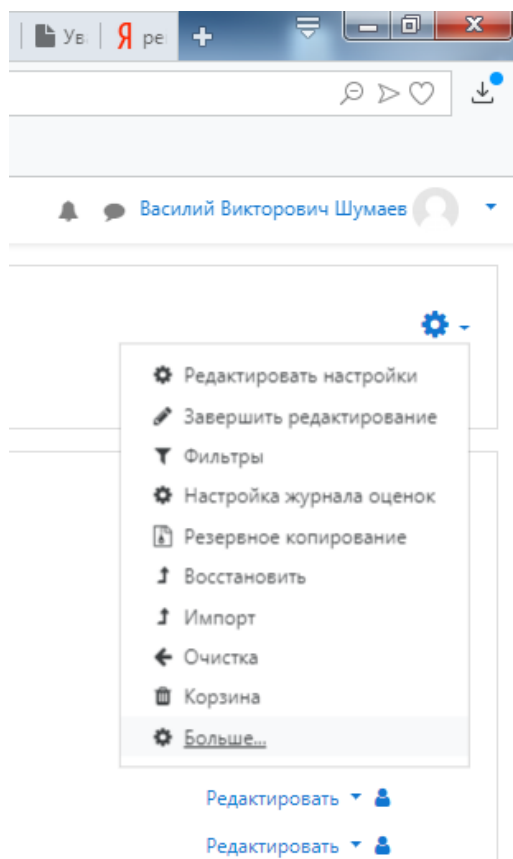 Ув Я ре
Василий Викторович Шумаев
Редактировать настройки
Завершить редактирование
Фильтры
Настройка журнала оценок
Резервное копирование
Восстановить
Импорт
Очистка
Корзина
Больше...
Редактировать
Редактировать